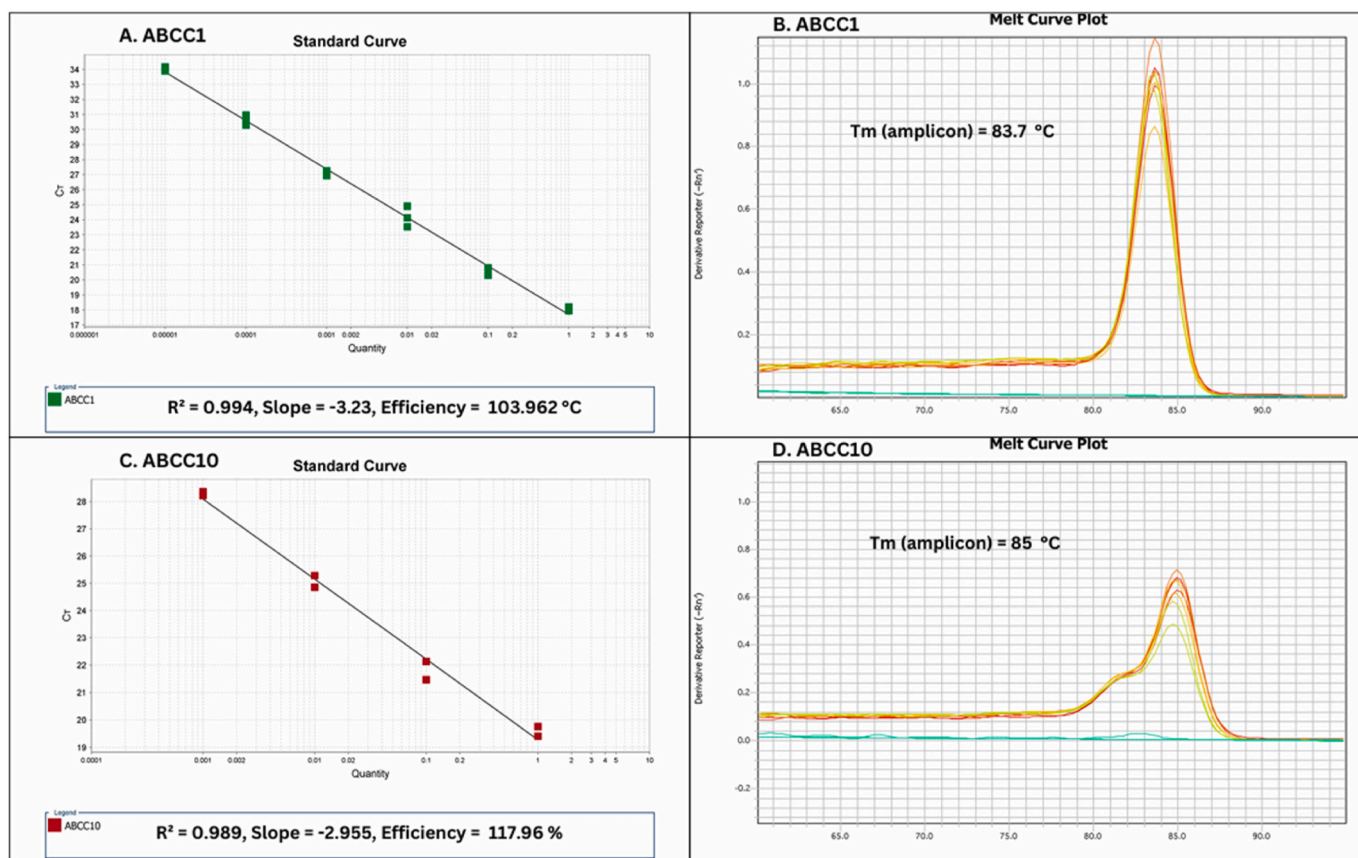 A. ABCC1
Standard Curve
34
33
31
30
28
27
26
24
23
21
20
19
18
17
Cт
0.000001 0.00001 0.0001 0.001 0.002 0.01 0.02 0.1 0.2 1 2 3 4 5 10
Quantity
Legend
ABCC1
R² = 0.994, Slope = -3.23, Efficiency = 103.962 °C
B. ABCC1
Melt Curve Plot
Tm (amplicon) = 83.7 °C
1.0
0.8
0.6
0.4
0.2
Derivative Reporter (-Rn')
65.0 70.0 75.0 80.0 85.0 90.0
C. ABCC10
Standard Curve
28
26
25
24
22
21
20
19
Cт
0.0001 0.001 0.002 0.01 0.02 0.1 0.2 1 2 3 4 5 10
Quantity
Legend
ABCC10
R² = 0.989, Slope = -2.955, Efficiency = 117.96 %
D. ABCC10
Melt Curve Plot
Tm (amplicon) = 85 °C
1.0
0.8
0.6
0.4
0.2
0.0
-0.2
Derivative Reporter (-Rn')
65.0 70.0 75.0 80.0 85.0 90.0